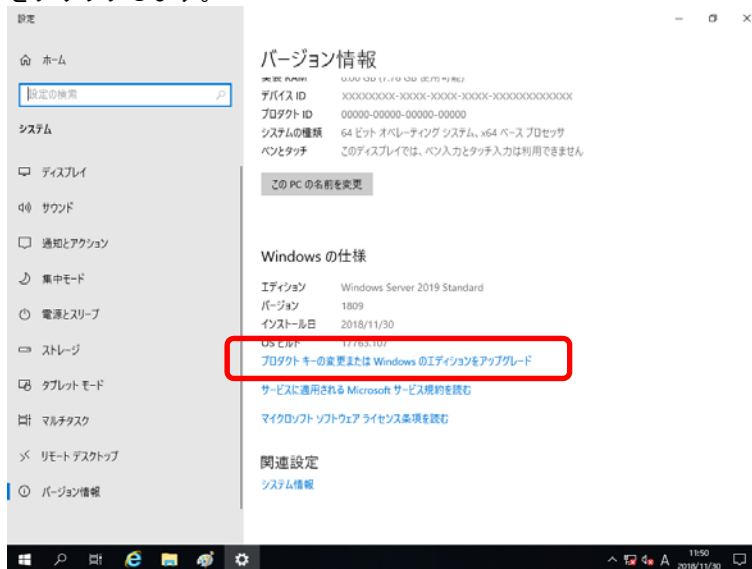 をクリックします。
設定
ホーム
設定の検索
システム
ディスプレイ
サウンド
通知とアクション
集中モード
電源とスリープ
ストレージ
タブレット モード
マルチタスク
リモート デスクトップ
バージョン情報
バージョン情報
実装 RAM
デバイス ID XXXXXXXX-XXXX-XXXX-XXXX-XXXXXXXXXXXXX
プロダクト ID 00000-00000-00000-00000
システムの種類 64 ビット オペレーティング システム、x64 ベース プロセッサ
ペンとタッチ このディスプレイでは、ペン入力とタッチ入力は利用できません
この PC の名前を変更
Windows の仕様
エディション Windows Server 2019 Standard
バージョン 1809
インストール日 2018/11/30
OS ビルド 17763.107
プロダクト キーの変更または Windows のエディションをアップグレード
サービスに適用される Microsoft サービス規約を読む
マイクロソフト ソフトウェア ライセンス条項を読む
関連設定
システム情報
A
11:50
2018/11/30